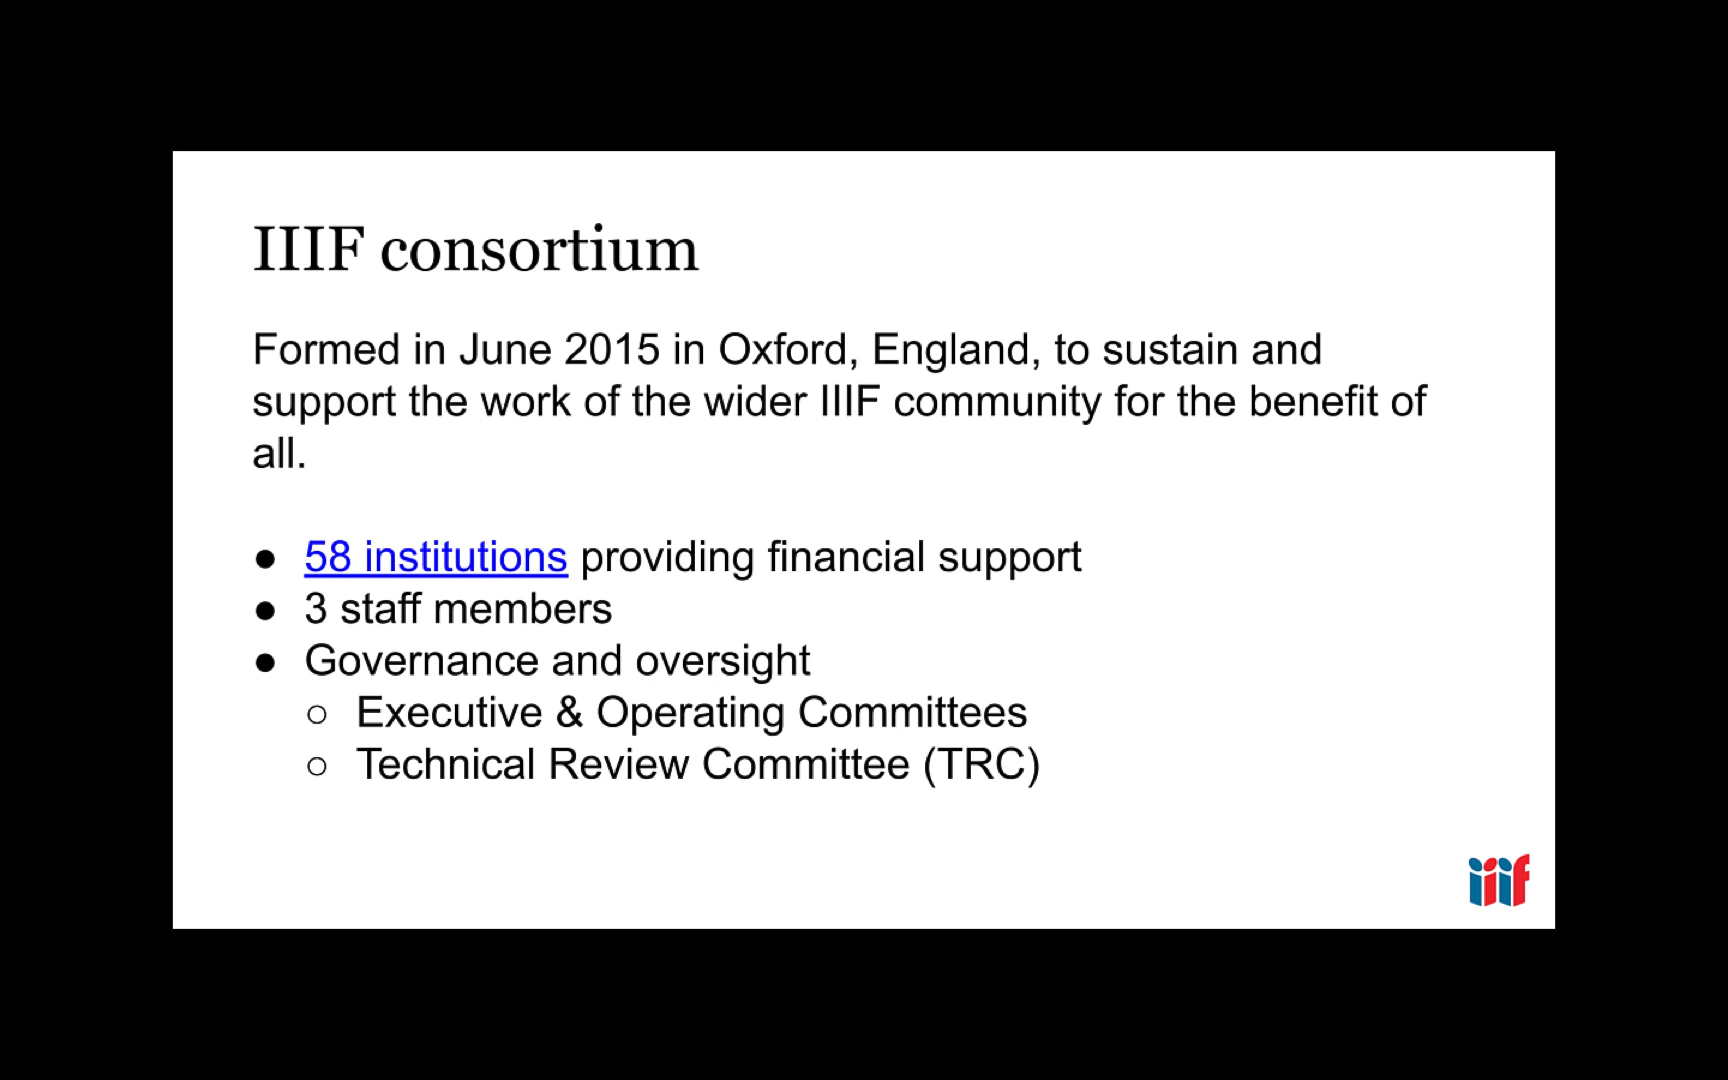 IIIF consortium
Formed in June 2015 in Oxford, England, to sustain and
support the work of the wider IIIF community for the benefit of
all.
● 58 institutions providing financial support
● 3 staff members
● Governance and oversight
○ Executive & Operating Committees
○ Technical Review Committee (TRC)
iiif